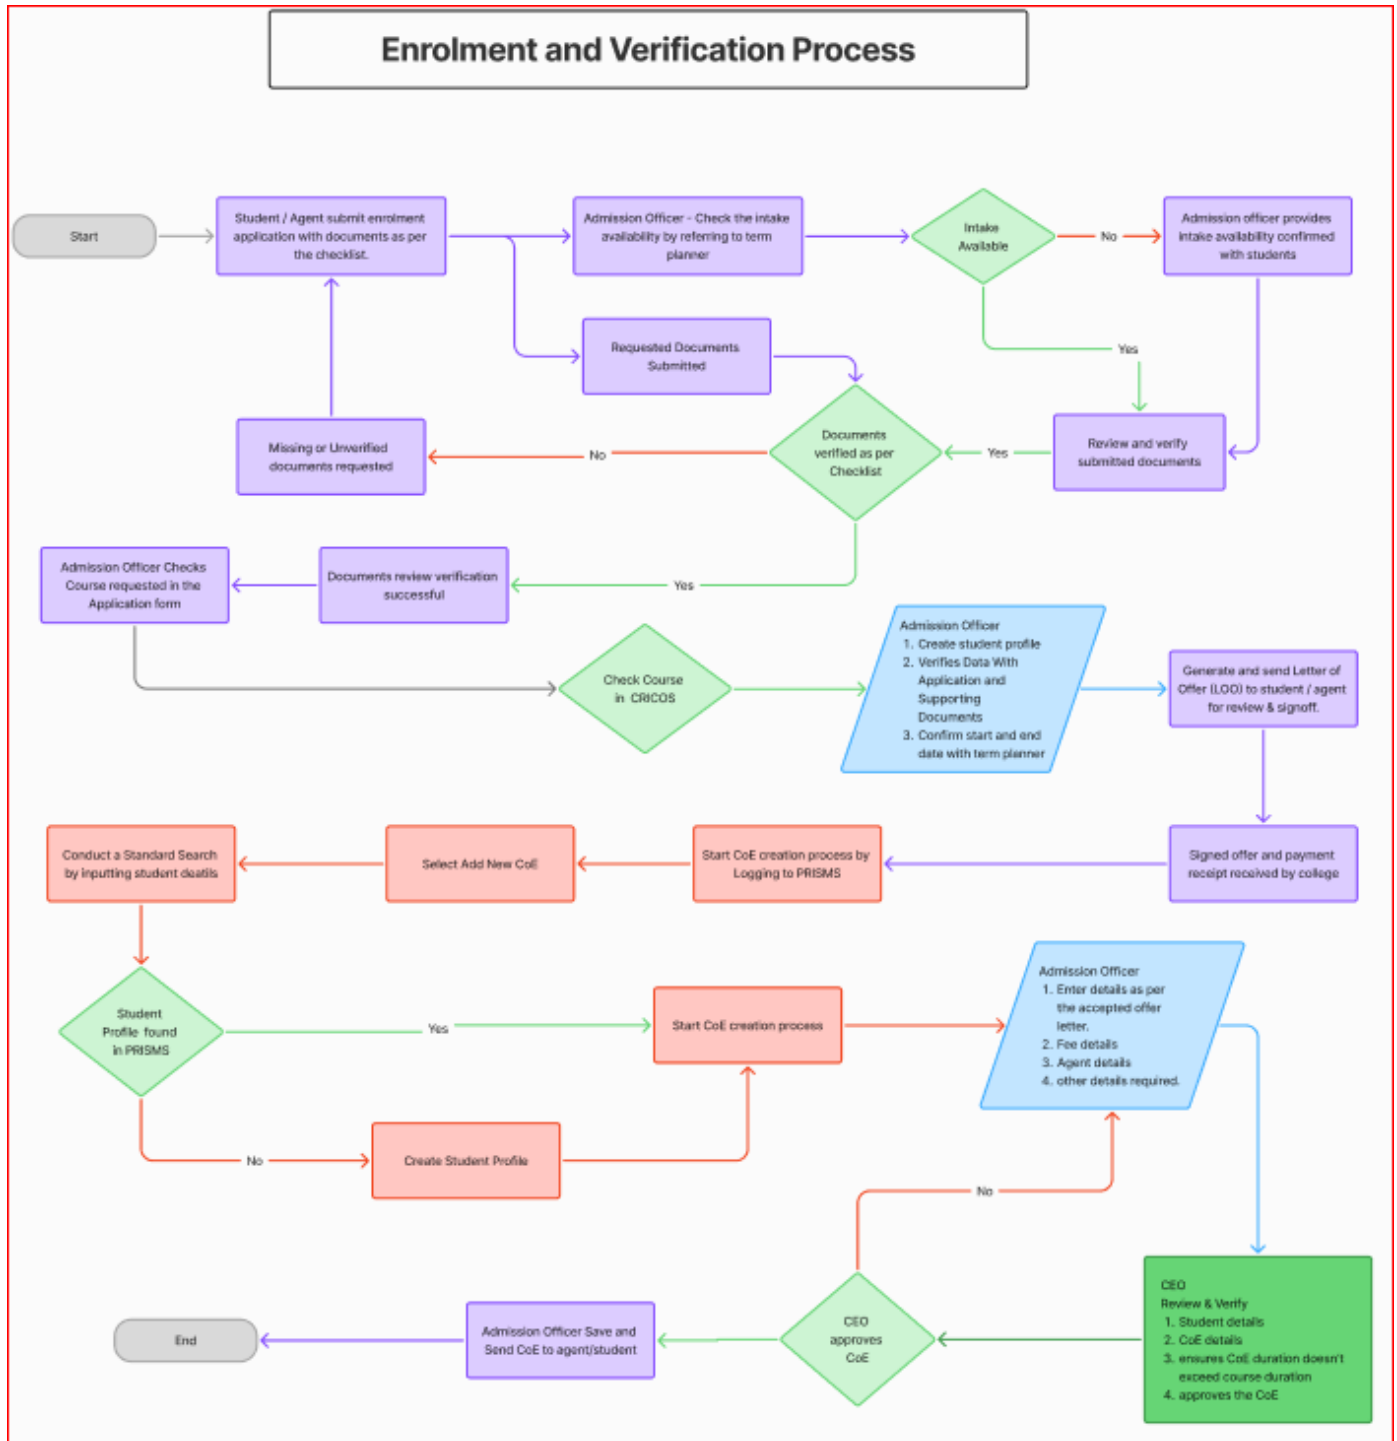 Enrolment and Verification Process
Start
Student / Agent submit enrolment
application with documents as per
the checklist.
Admission Officer - Check the intake
availability by referring to term
planner
Intake
Available
No
Admission officer provides
intake availability confirmed
with students
Requested Documents
Submitted
Yes
Missing or Unverified
documents requested
No
Documents
verified as per
Checklist
Yes
Review and verify
submitted documents
Admission Officer Checks
Course requested in the
Application form
Documents review verification
successful
Yes
Check Course
in CRICOS
Admission Officer
1. Create student profile
2. Verifies Data With
Application and
Supporting
Documents
3. Confirm start and end
date with term planner
Generate and send Letter of
Offer (LOO) to student / agent
for review & signoff.
Conduct a Standard Search
by inputting student deatils
Select Add New CoE
Start CoE creation process by
Logging to PRISMS
Signed offer and payment
receipt received by college
Student
Profile found
in PRISMS
Yes
Start CoE creation process
Admission Officer
1. Enter details as per
the accepted offer
letter.
2. Fee details
3. Agent details
4. other details required.
No
Create Student Profile
No
End
Admission Officer Save and
Send CoE to agent/student
CEO
approves
CoE
CEO
Review & Verify
1. Student details
2. CoE details
3. ensures CoE duration doesn't
exceed course duration
4. approves the CoE